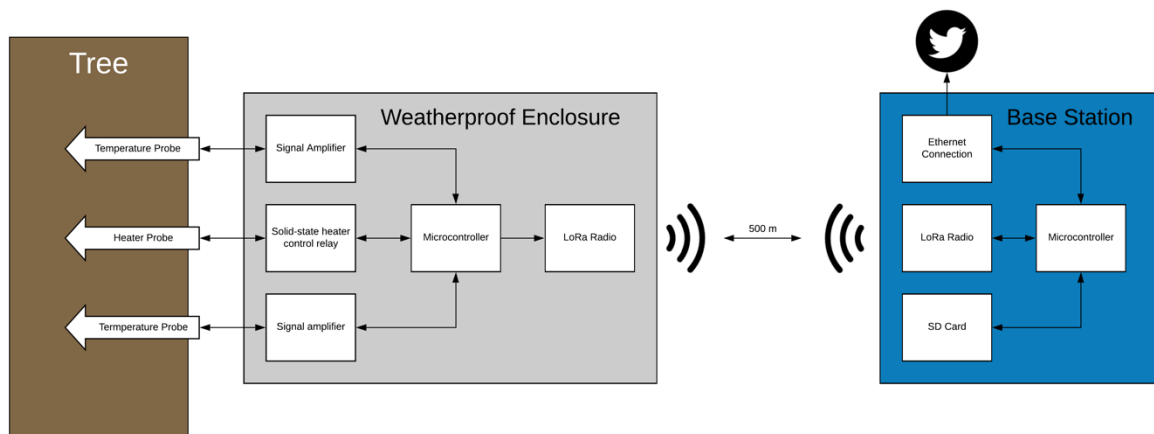 Tree
Temperature Probe
Heater Probe
Termperature Probe
Weatherproof Enclosure
Signal Amplifier
Solid-state heater
control relay
Signal amplifier
Microcontroller
LoRa Radio
500 m
Base Station
Ethernet
Connection
LoRa Radio
Microcontroller
SD Card